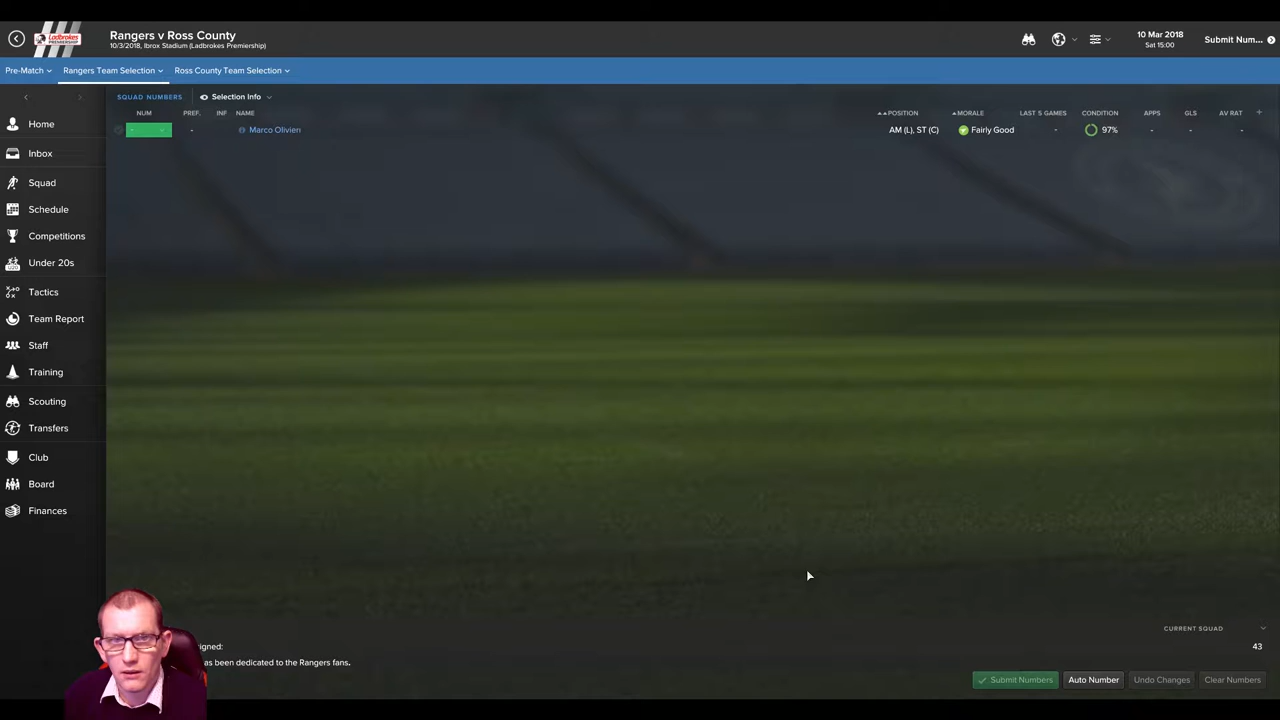 Rangers v Ross County
10/3/2018, Ibrox Stadium (Ladbrokes Premiership)
Ladbrokes
PREMIERSHIP
10 Mar 2018
Sat 15:00
Submit Num...
Pre-Match
Rangers Team Selection
Ross County Team Selection
SQUAD NUMBERS
Selection Info
NUM PREF. INF NAME POSITION MORALE LAST 5 GAMES CONDITION APPS GLS AV RAT +
- - Marco Olivien AM (L), ST (C) Fairly Good - 97% - - -
Home
Inbox
Squad
Schedule
Competitions
Under 20s
Tactics
Team Report
Staff
Training
Scouting
Transfers
Club
Board
Finances
CURRENT SQUAD
43
igned:
as been dedicated to the Rangers fans.
Submit Numbers
Auto Number
Undo Changes
Clear Numbers